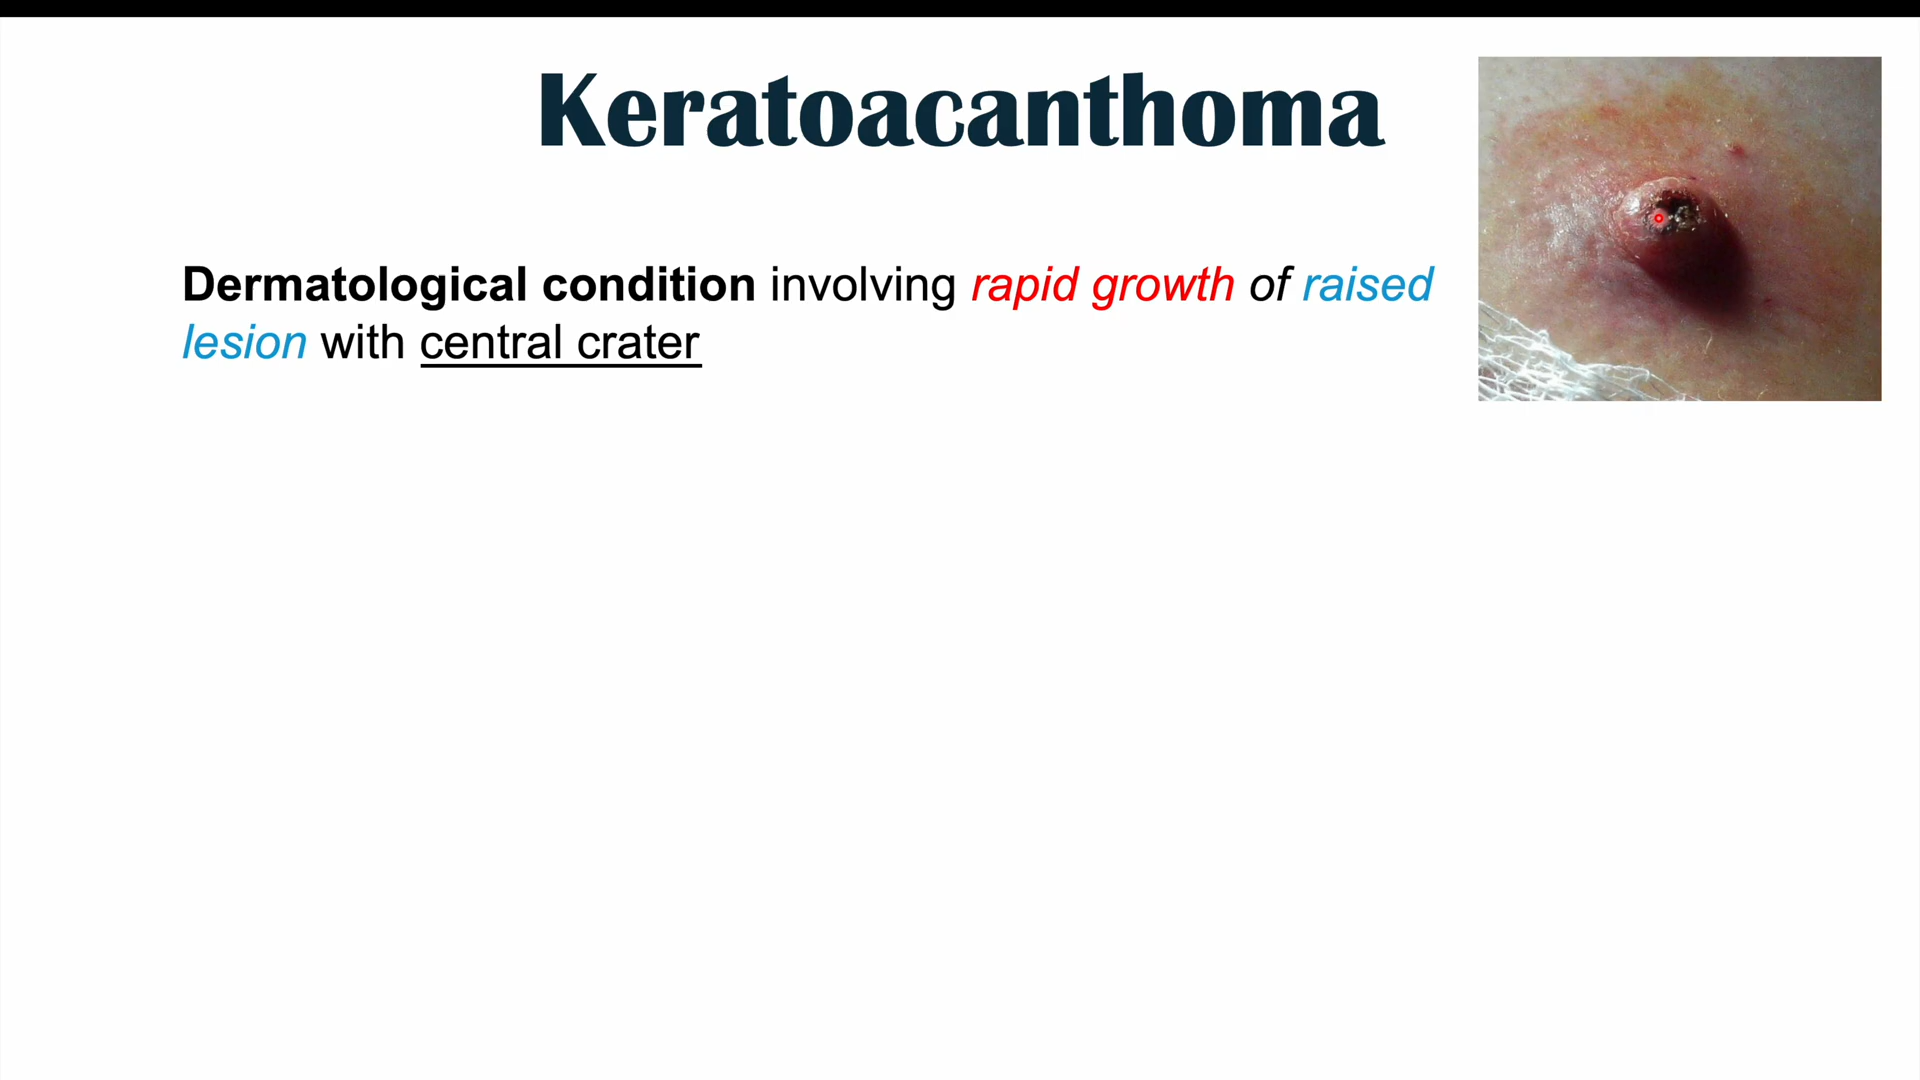 Keratoacanthoma
Dermatological condition involving rapid growth of raised
lesion with central crater